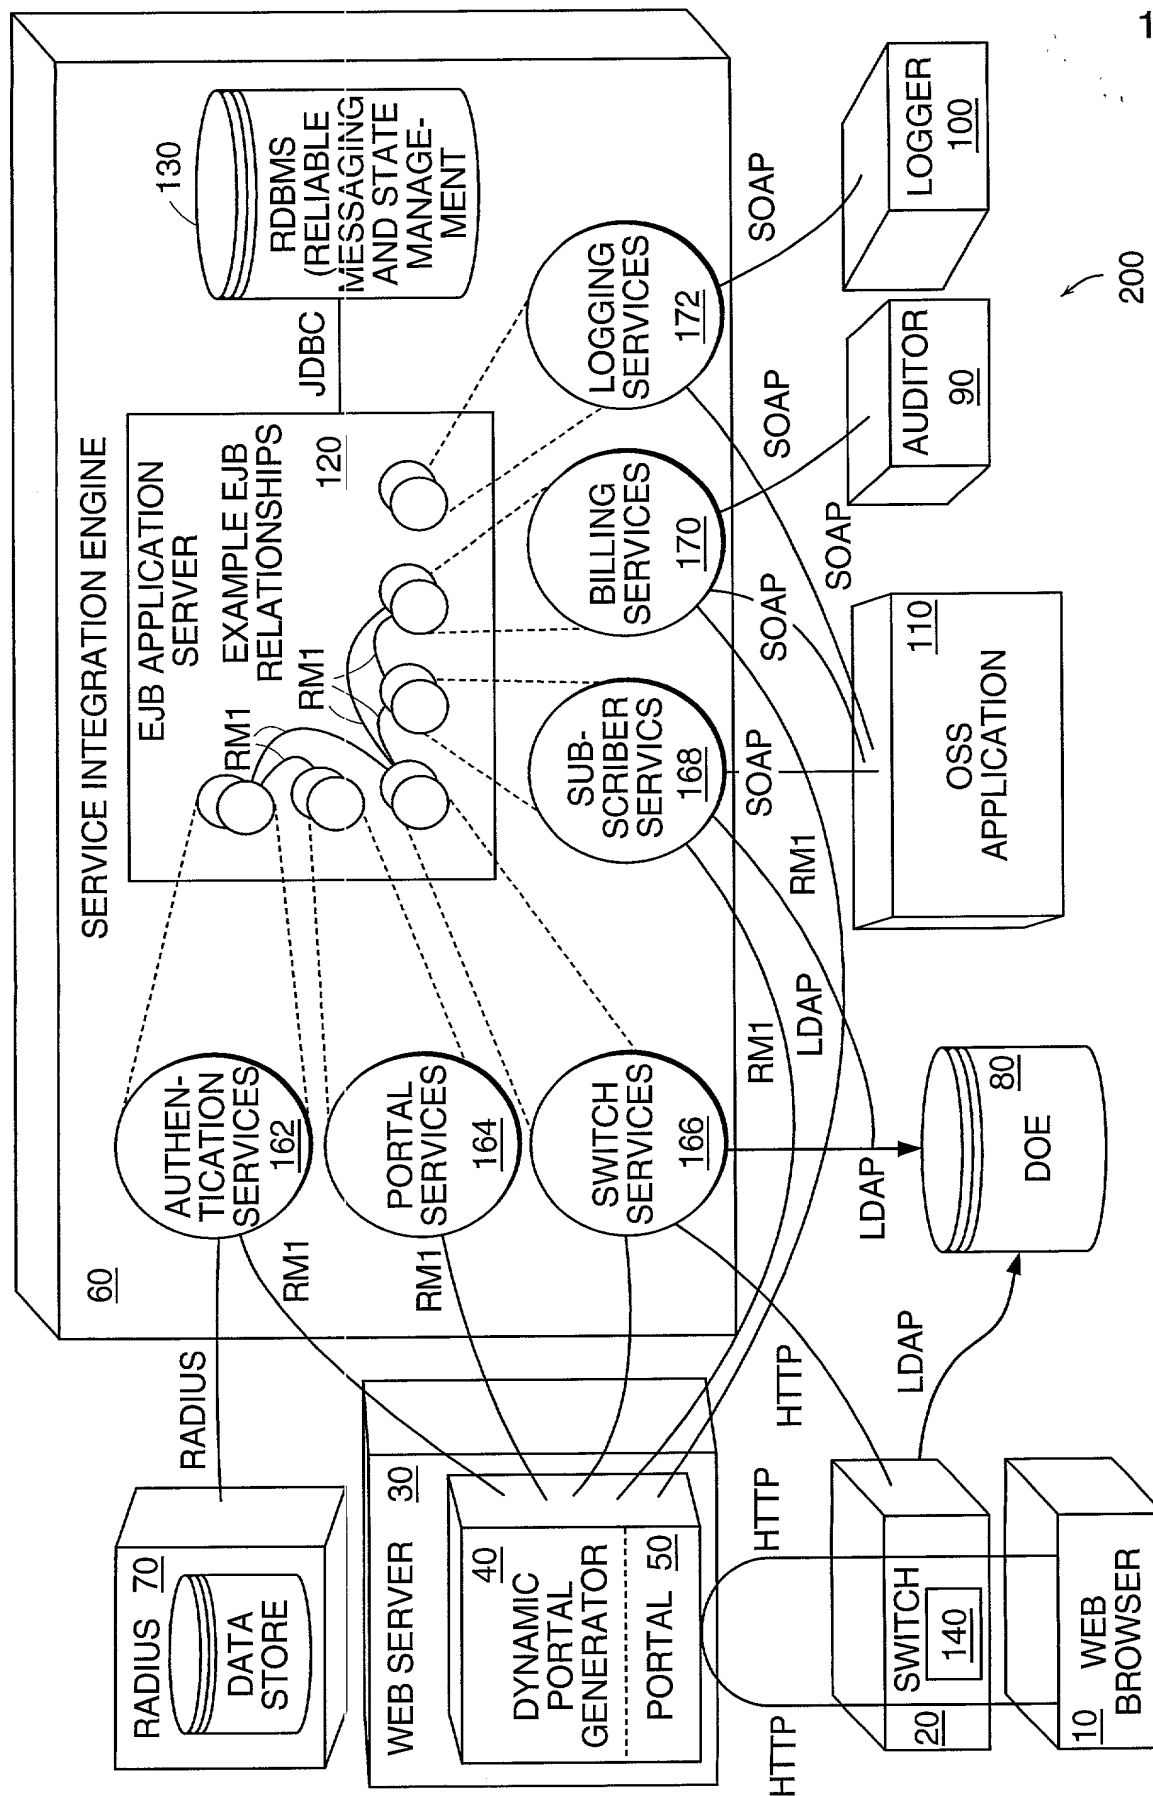 SERVICE INTEGRATION ENGINE
60
EJB APPLICATION
SERVER
EXAMPLE EJB
RELATIONSHIPS
120
RM1
RM1
JDBC
130
RDBMS
(RELIABLE
MESSAGING
AND STATE
MANAGE-
MENT
AUTHEN-
TICATION
SERVICES
162
PORTAL
SERVICES
164
SWITCH
SERVICES
166
SUB-
SCRIBER
SERVICS
168
BILLING
SERVICES
170
LOGGING
SERVICES
172
RADIUS
RM1
RM1
RADIUS 70
DATA
STORE
WEB SERVER 30
DYNAMIC
PORTAL
GENERATOR
40
PORTAL 50
HTTP
HTTP
HTTP
SWITCH
140
20
WEB
BROWSER
10
LDAP
LDAP
LDAP
RM1
RM1
80
DOE
SOAP
SOAP
SOAP
SOAP
SOAP
OSS
APPLICATION
110
AUDITOR
90
LOGGER
100
200
1